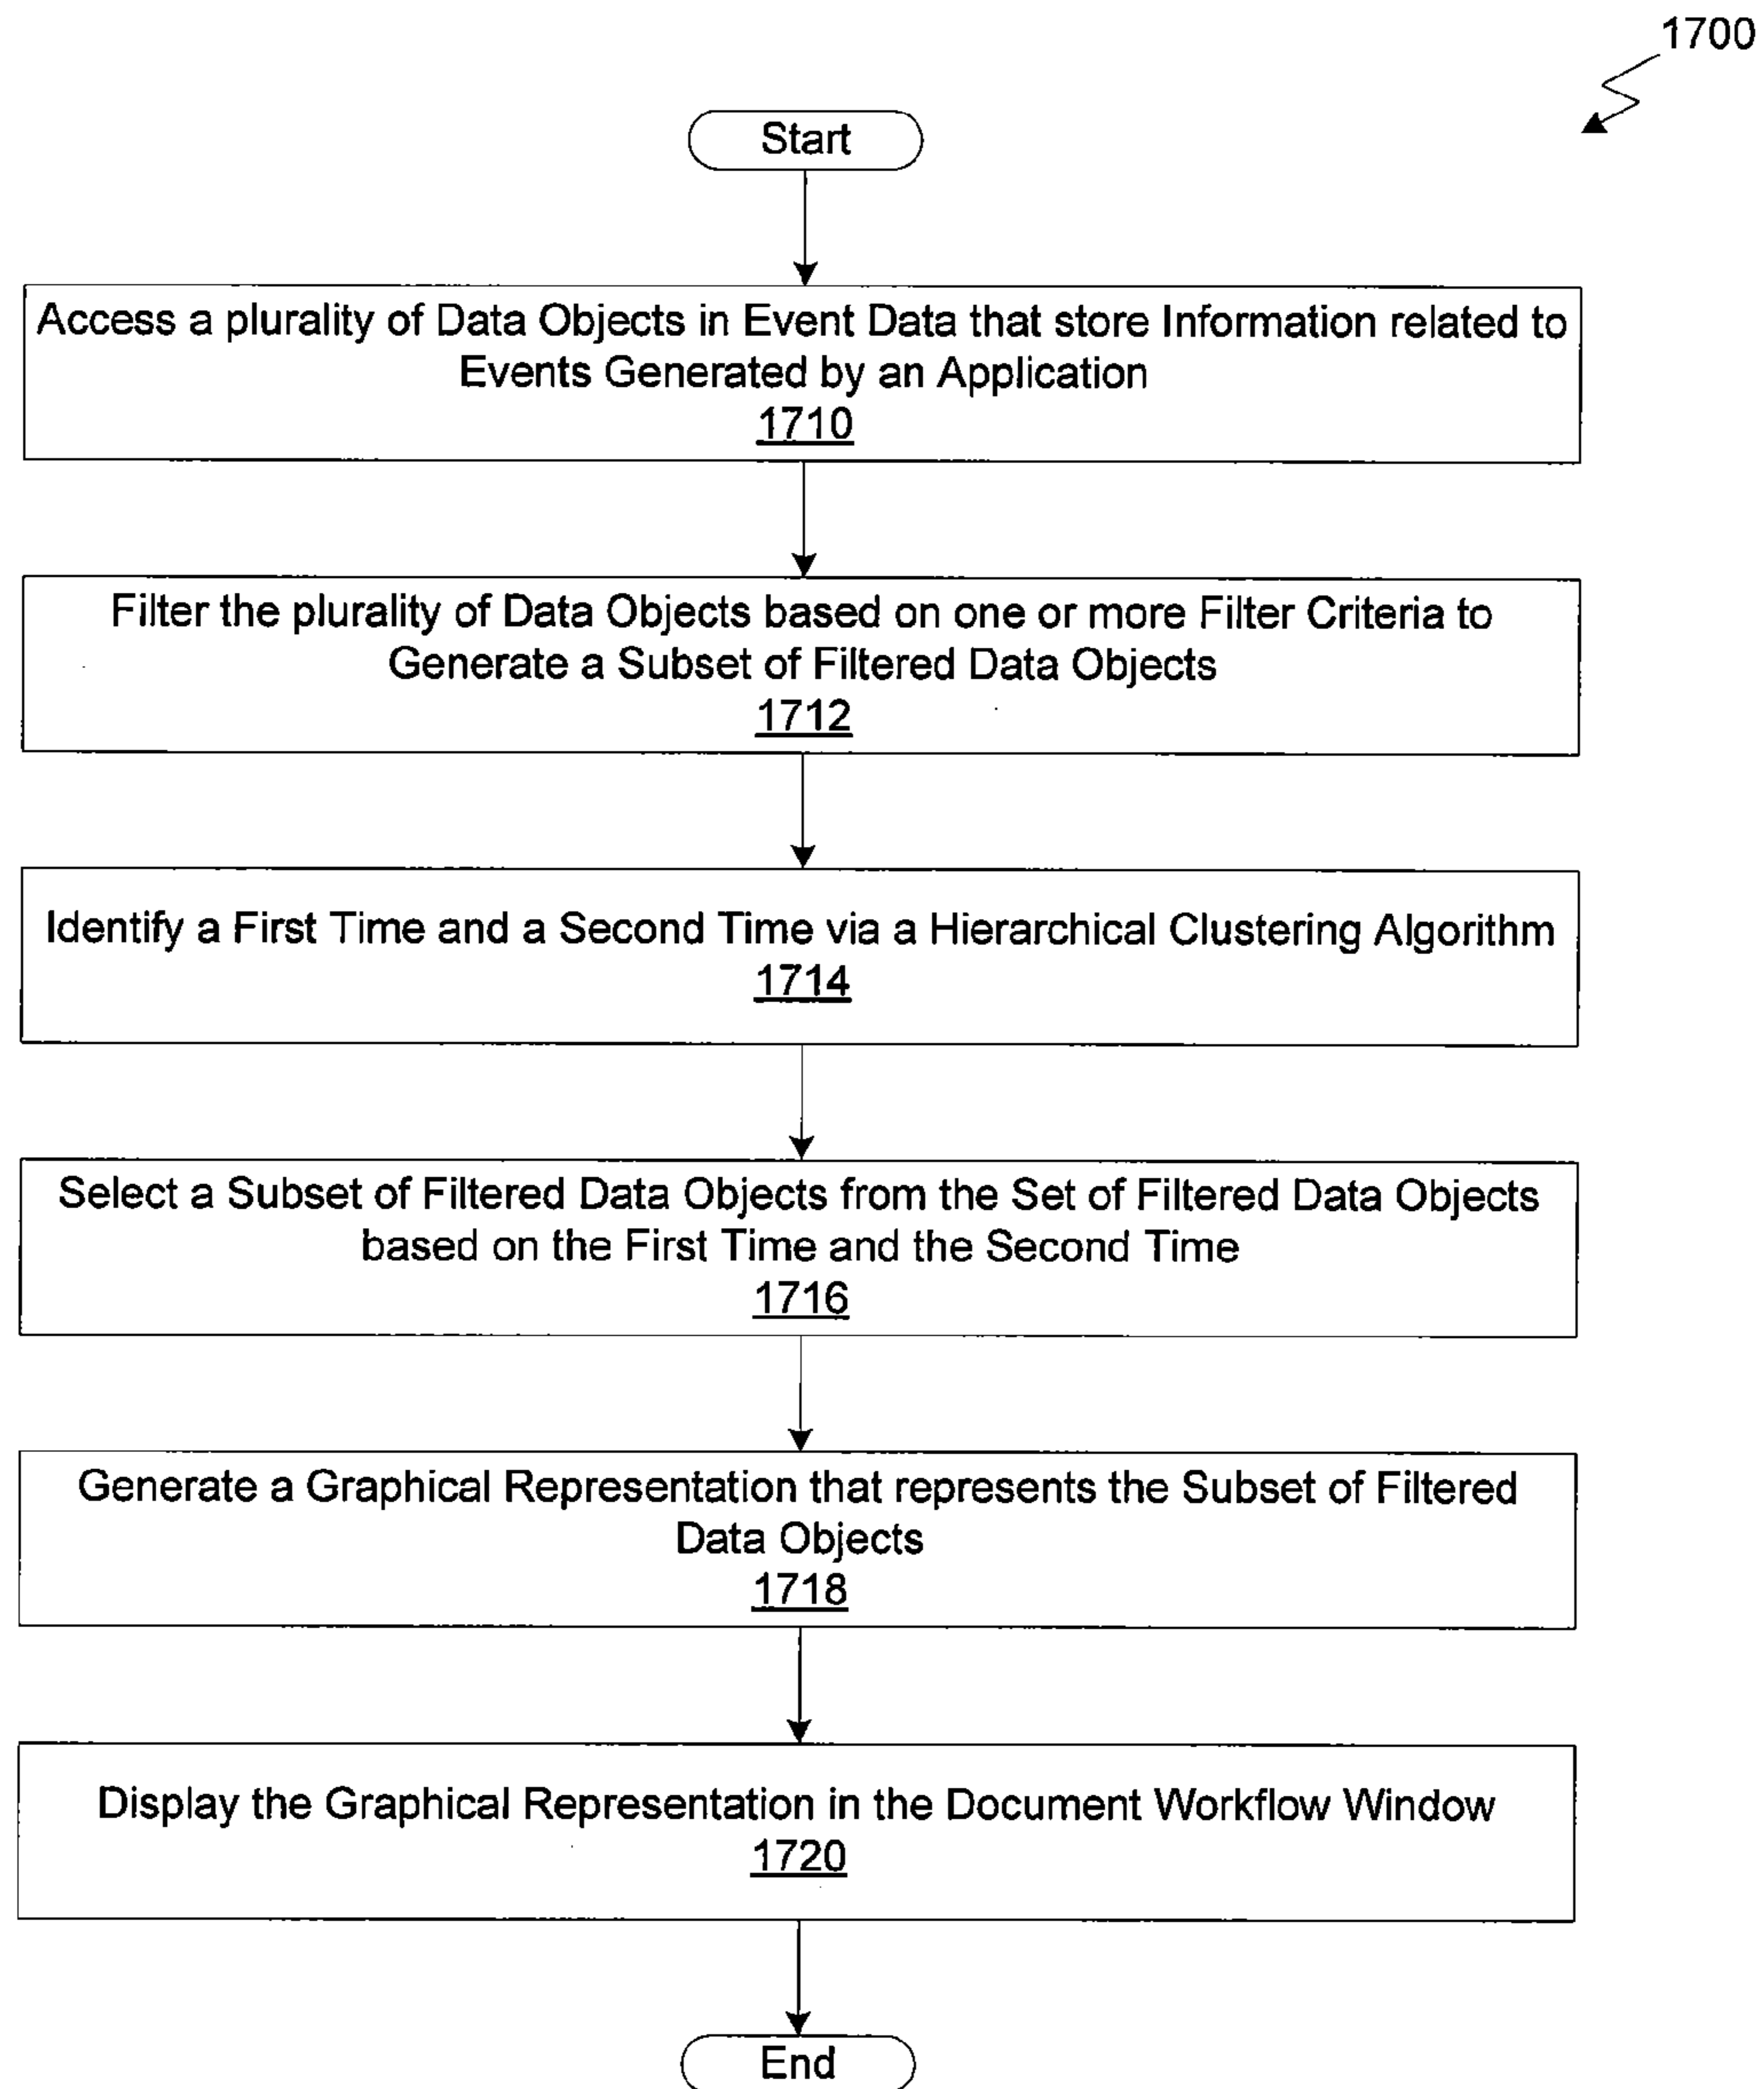 1700
Start
Access a plurality of Data Objects in Event Data that store Information related to
Events Generated by an Application
1710
Filter the plurality of Data Objects based on one or more Filter Criteria to
Generate a Subset of Filtered Data Objects
1712
Identify a First Time and a Second Time via a Hierarchical Clustering Algorithm
1714
Select a Subset of Filtered Data Objects from the Set of Filtered Data Objects
based on the First Time and the Second Time
1716
Generate a Graphical Representation that represents the Subset of Filtered
Data Objects
1718
Display the Graphical Representation in the Document Workflow Window
1720
End